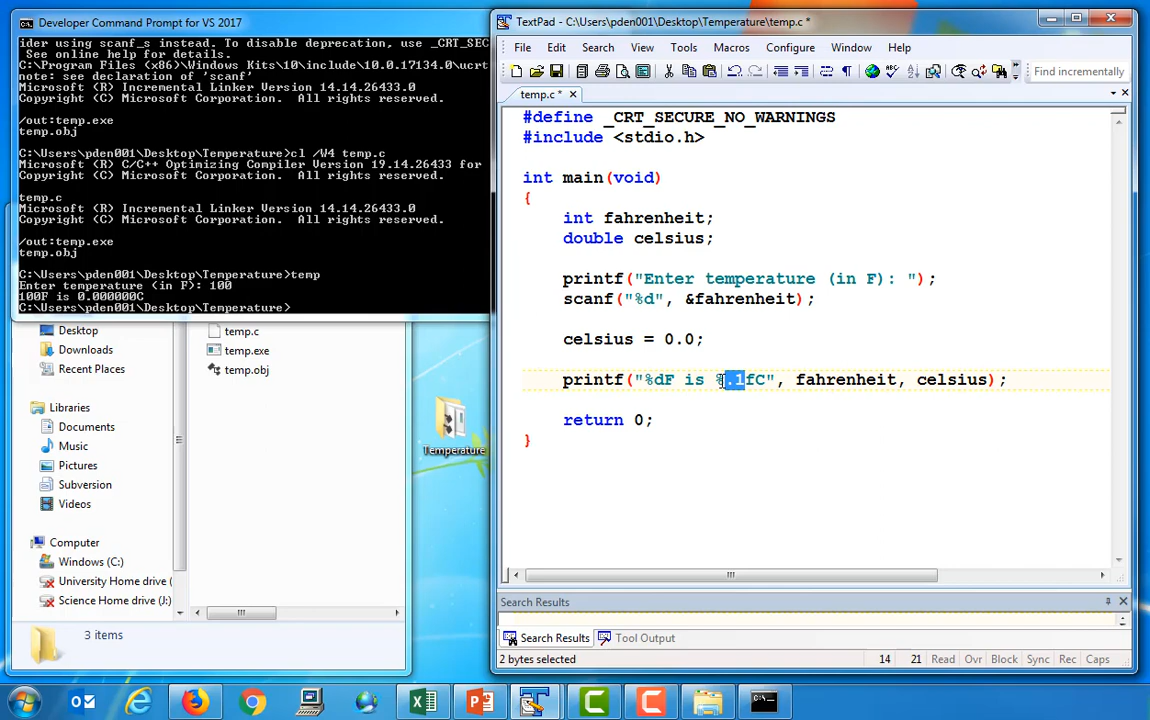 Developer Command Prompt for VS 2017
ider using scanf_s instead. To disable deprecation, use _CRT_SEC
See online help for details.
C:\Program Files (x86)\Windows Kits\10\include\10.0.17134.0\ucrt
note: see declaration of 'scanf'
Microsoft (R) Incremental Linker Version 14.14.26433.0
Copyright (C) Microsoft Corporation.  All rights reserved.
/out:temp.exe
temp.obj
C:\Users\pden001\Desktop\Temperature>cl /W4 temp.c
Microsoft (R) C/C++ Optimizing Compiler Version 19.14.26433 for
Copyright (C) Microsoft Corporation.  All rights reserved.
temp.c
Microsoft (R) Incremental Linker Version 14.14.26433.0
Copyright (C) Microsoft Corporation.  All rights reserved.
/out:temp.exe
temp.obj
C:\Users\pden001\Desktop\Temperature>temp
Enter temperature (in F): 100
100F is 0.000000C
C:\Users\pden001\Desktop\Temperature>
Desktop
Downloads
Recent Places
Libraries
Documents
Music
Pictures
Subversion
Videos
Computer
Windows (C:)
University Home drive (
Science Home drive (J:)
temp.c
temp.exe
temp.obj
3 items
Temperature
TextPad - C:\Users\pden001\Desktop\Temperature\temp.c *
File Edit Search View Tools Macros Configure Window Help
Find incrementally
temp.c *
#define _CRT_SECURE_NO_WARNINGS
#include <stdio.h>
int main(void)
{
int fahrenheit;
double celsius;
printf("Enter temperature (in F): ");
scanf("%d", &fahrenheit);
celsius = 0.0;
printf("%dF is %.1fC", fahrenheit, celsius);
return 0;
}
Search Results
Search Results Tool Output
2 bytes selected 14 21 Read Ovr Block Sync Rec Caps